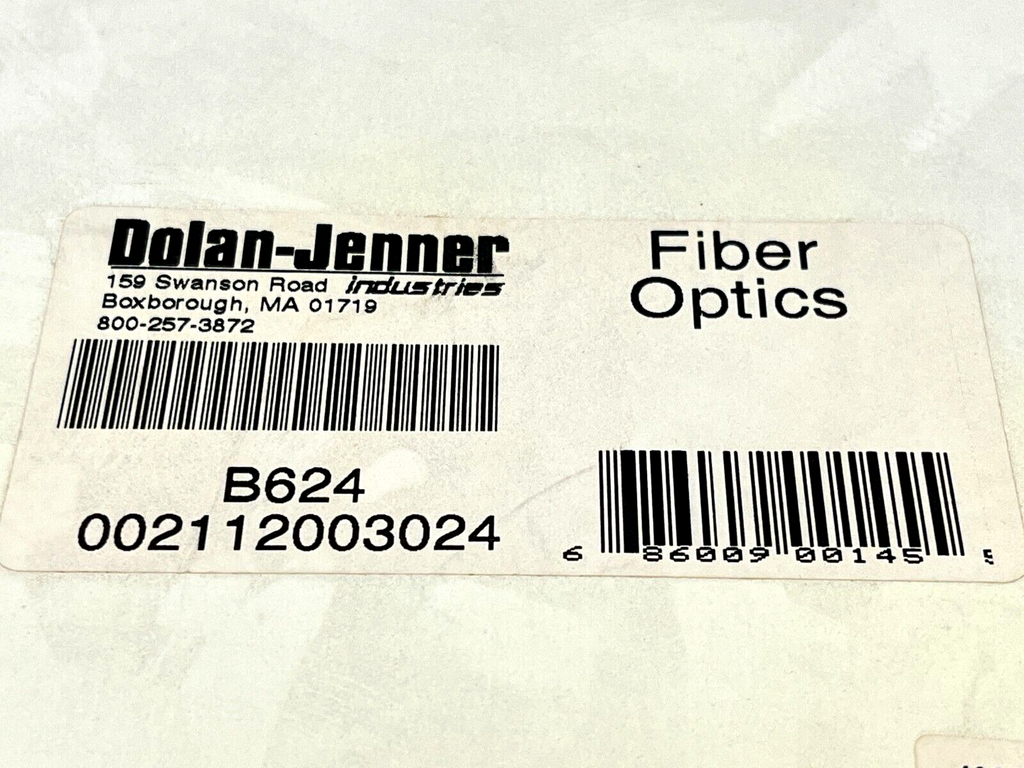 Dolan-Jenner
industries
159 Swanson Road
Boxborough, MA 01719
800-257-3872
Fiber
Optics
B624
002112003024
6 86009 00145